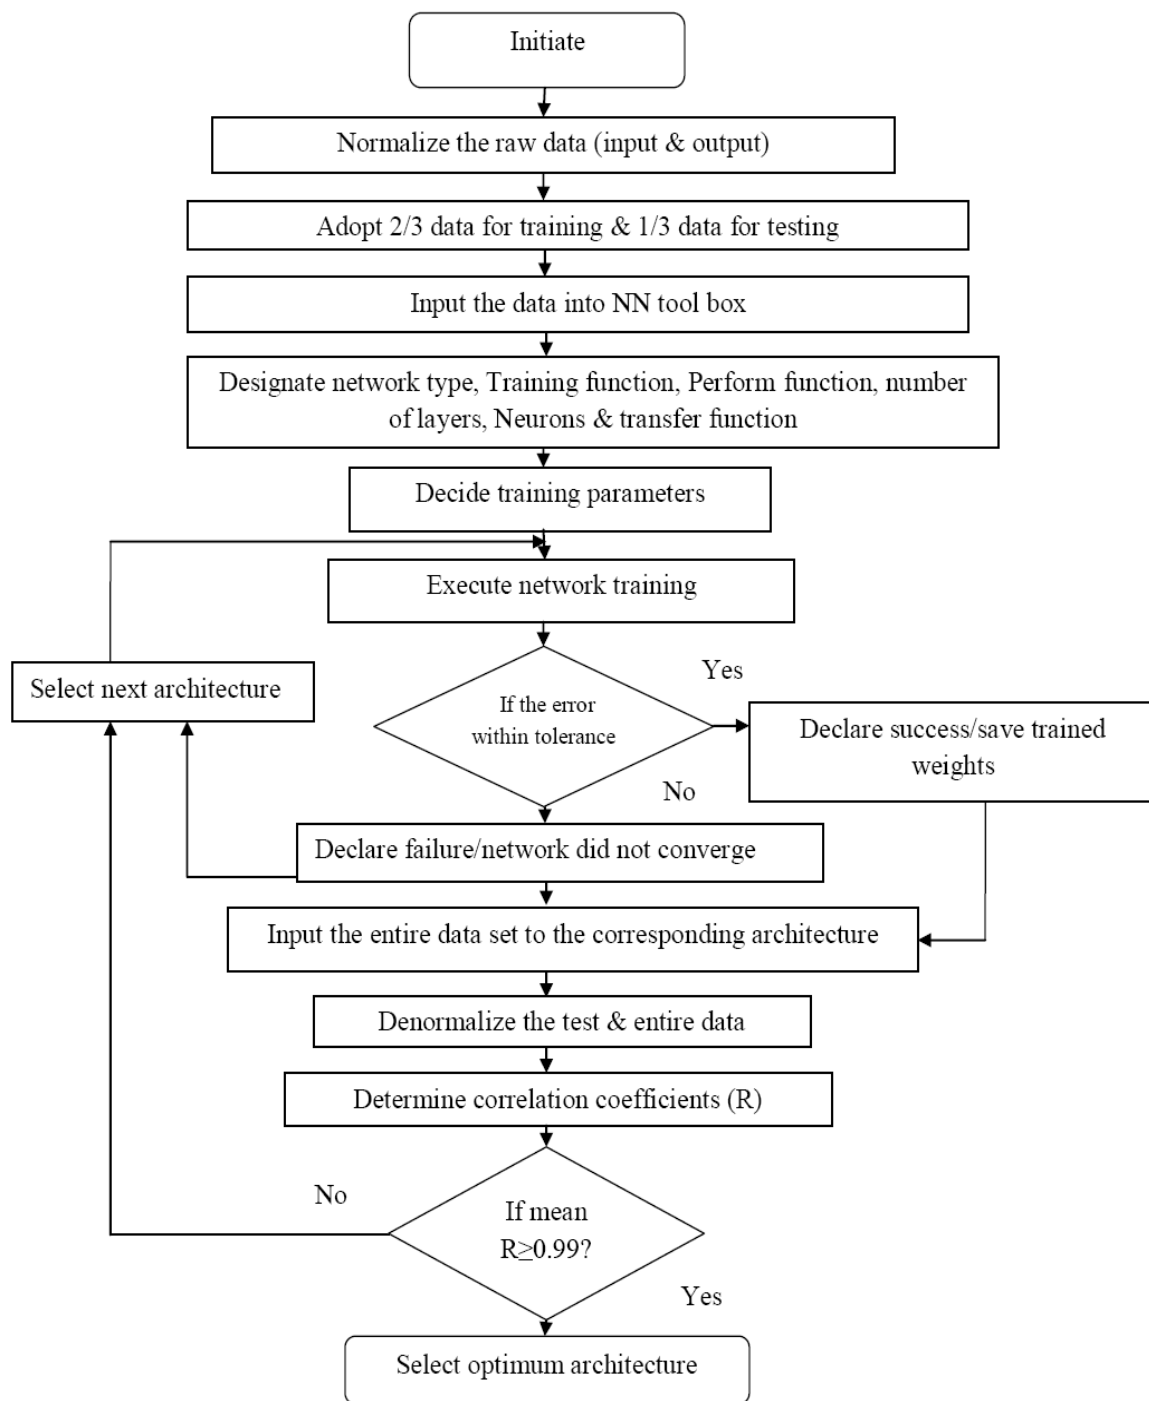 Initiate
Normalize the raw data (input & output)
Adopt 2/3 data for training & 1/3 data for testing
Input the data into NN tool box
Designate network type, Training function, Perform function, number
of layers, Neurons & transfer function
Decide training parameters
Execute network training
Yes
Select next architecture
If the error
within tolerance
Declare success/save trained
weights
No
Declare failure/network did not converge
Input the entire data set to the corresponding architecture
Denormalize the test & entire data
Determine correlation coefficients (R)
No
If mean
R≥0.99?
Yes
Select optimum architecture